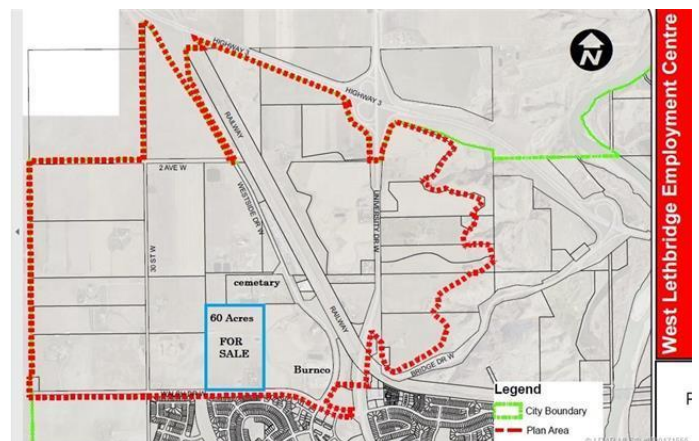 HIGHWAY 3
HIGHWAY 3
N
RAILWAY
2 AVE W
WESTSIDE DR W
UNIVERSITY DR W
30 ST W
cemetary
60 Acres
FOR
SALE
RAILWAY
Burnco
BRIDGE DR W
Legend
City Boundary
Plan Area
West Lethbridge Employment Centre